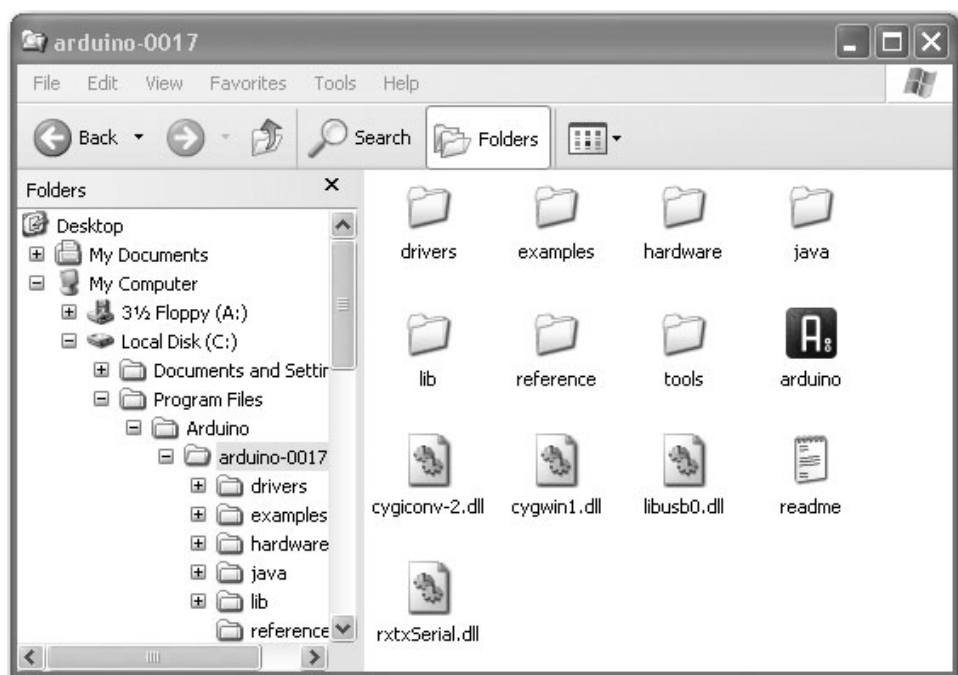 arduino-0017
File Edit View Favorites Tools Help
Back Search Folders
Folders
Desktop
My Documents
My Computer
3½ Floppy (A:)
Local Disk (C:)
Documents and Settir
Program Files
Arduino
arduino-0017
drivers
examples
hardware
java
lib
reference
drivers examples hardware java
lib reference tools arduino
cygiconv-2.dll cygwin1.dll libusb0.dll readme
rxtxSerial.dll